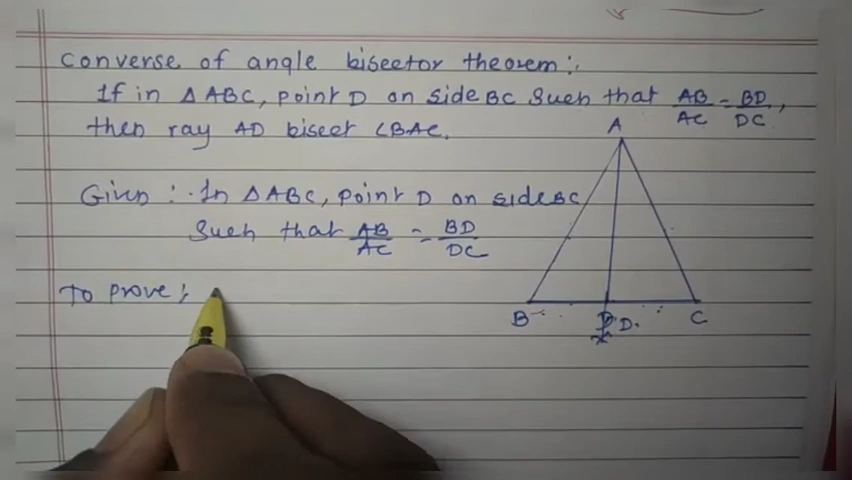 Converse of angle bisector theorem :.
If in △ABC, point D on side BC Such that AB/AC = BD/DC,
then ray AD bisect ∠BAC.
A
Given :. In △ABC, point D on side BC
Such that AB/AC = BD/DC
To prove :
B D. C